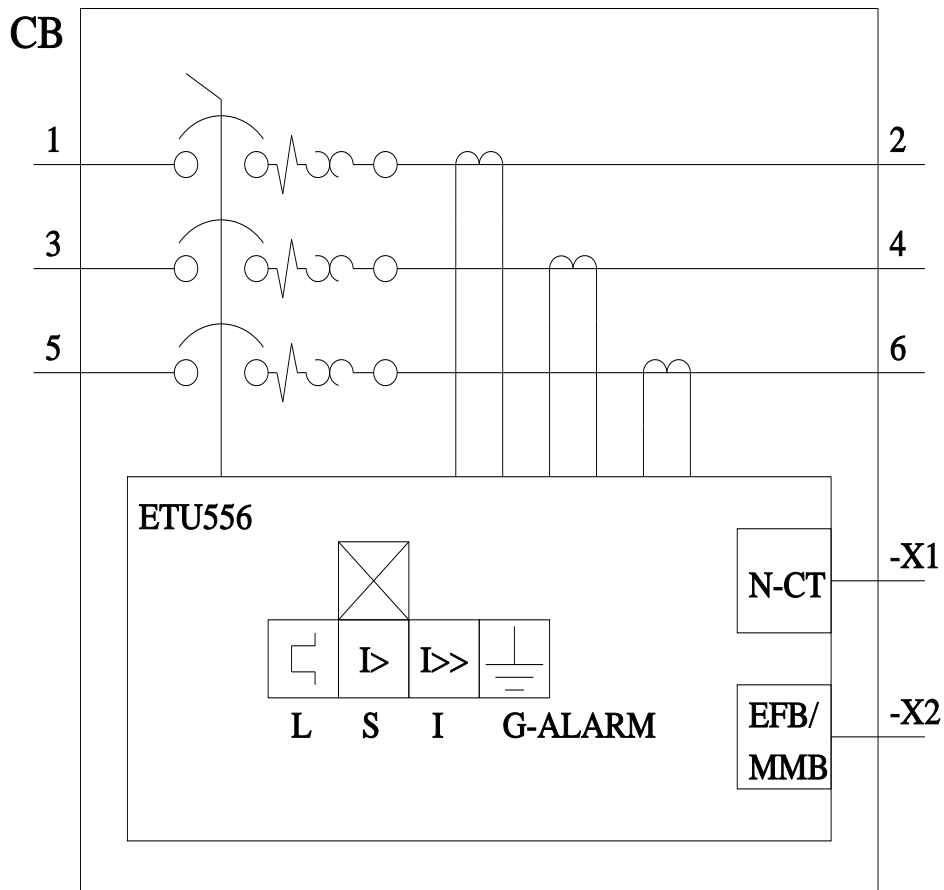 CB
1 2
3 4
5 6
ETU556
N-CT -X1
I> I>>
L S I G-ALARM
EFB/ -X2
MMB